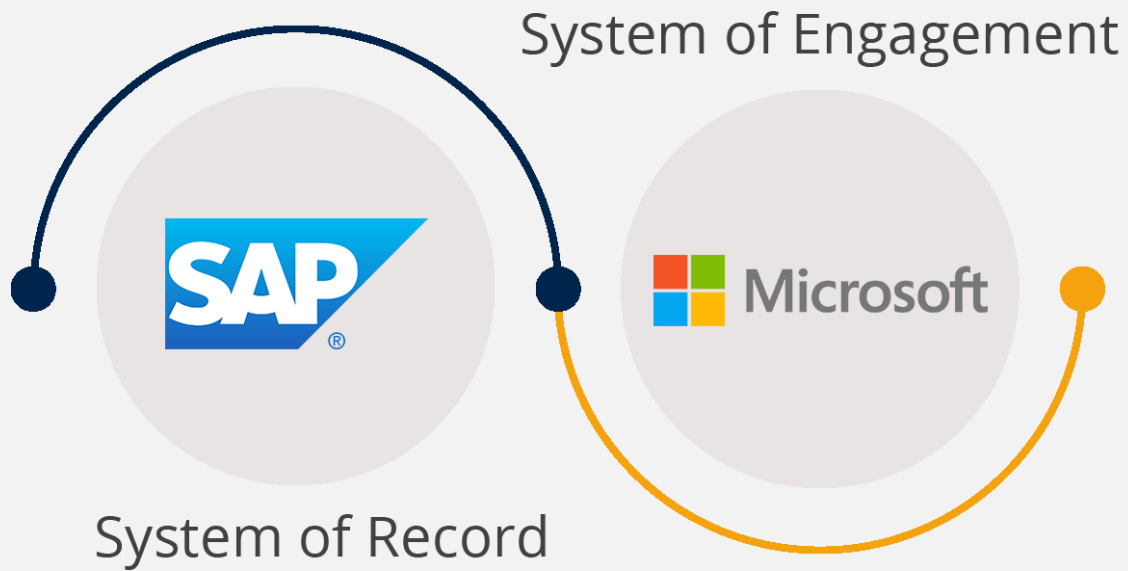 System of Engagement
SAP
®
Microsoft
System of Record